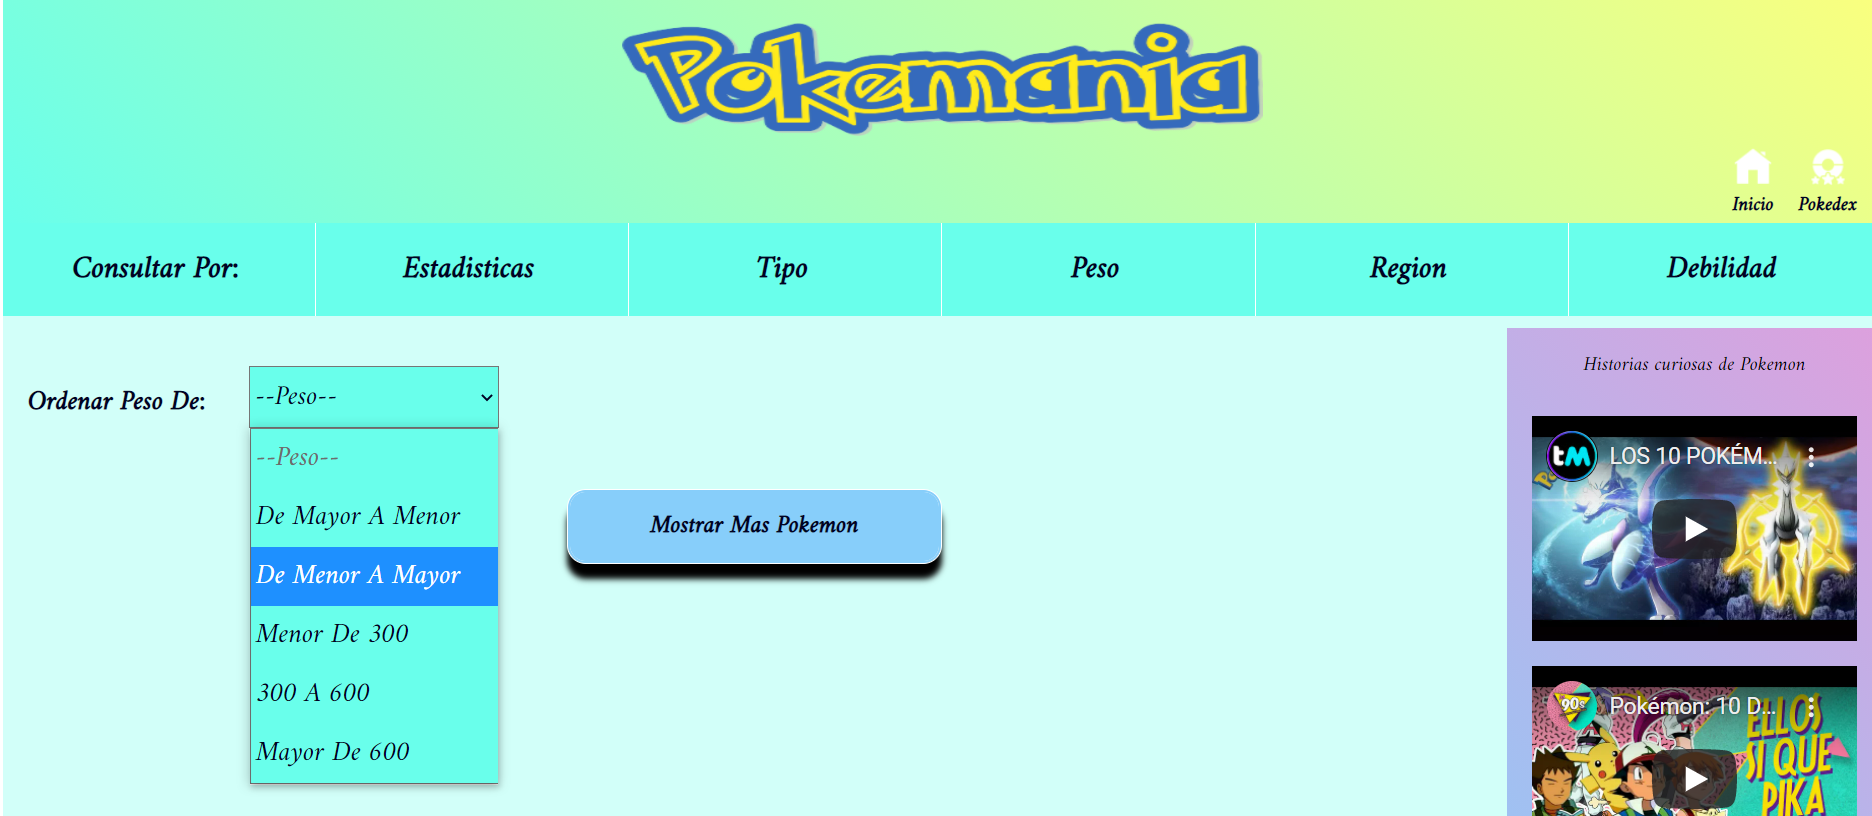 Pokemania
Inicio
Pokedex
Consultar Por:
Estadisticas
Tipo
Peso
Region
Debilidad
Ordenar Peso De:
--Peso--
--Peso--
De Mayor A Menor
De Menor A Mayor
Menor De 300
300 A 600
Mayor De 600
Mostrar Mas Pokemon
Historias curiosas de Pokemon
tM
LOS 10 POKÉM...
90s
Pokémon: 10 D...
ELLOS
SI QUE
PIKA